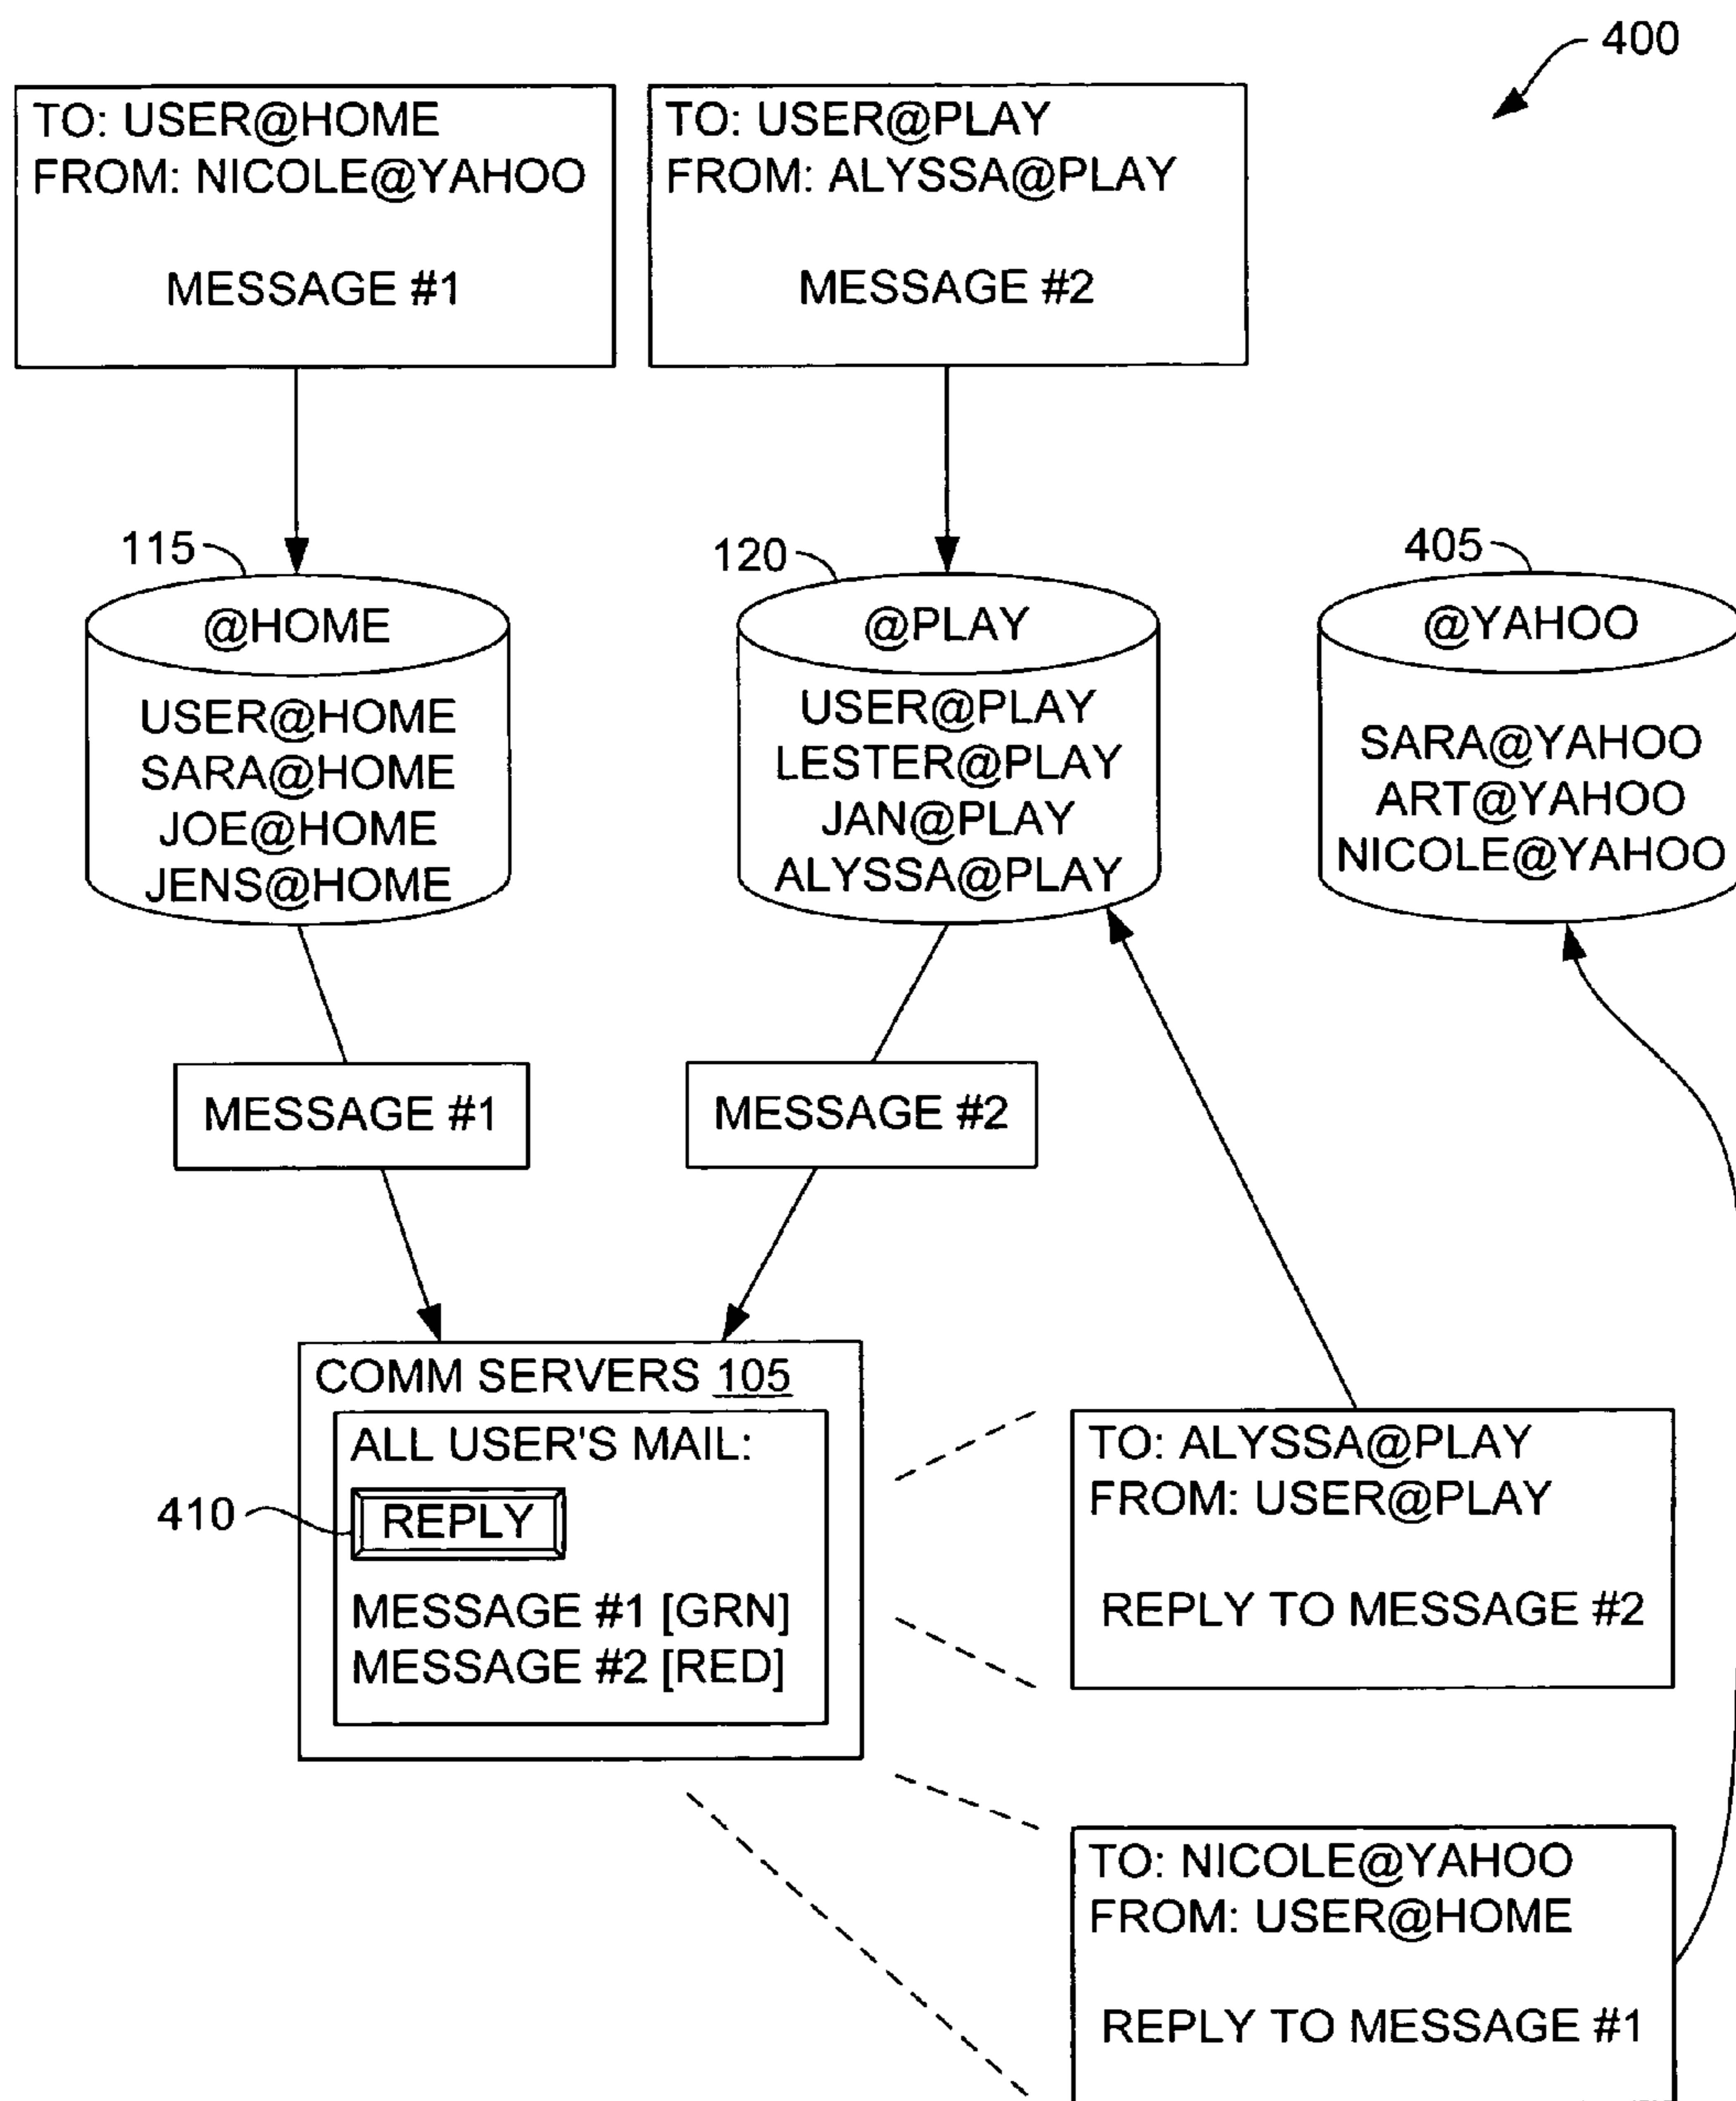 400
TO: USER@HOME
FROM: NICOLE@YAHOO
MESSAGE #1
TO: USER@PLAY
FROM: ALYSSA@PLAY
MESSAGE #2
115
@HOME
USER@HOME
SARA@HOME
JOE@HOME
JENS@HOME
120
@PLAY
USER@PLAY
LESTER@PLAY
JAN@PLAY
ALYSSA@PLAY
405
@YAHOO
SARA@YAHOO
ART@YAHOO
NICOLE@YAHOO
MESSAGE #1
MESSAGE #2
COMM SERVERS 105
ALL USER'S MAIL:
410
REPLY
MESSAGE #1 [GRN]
MESSAGE #2 [RED]
TO: ALYSSA@PLAY
FROM: USER@PLAY
REPLY TO MESSAGE #2
TO: NICOLE@YAHOO
FROM: USER@HOME
REPLY TO MESSAGE #1